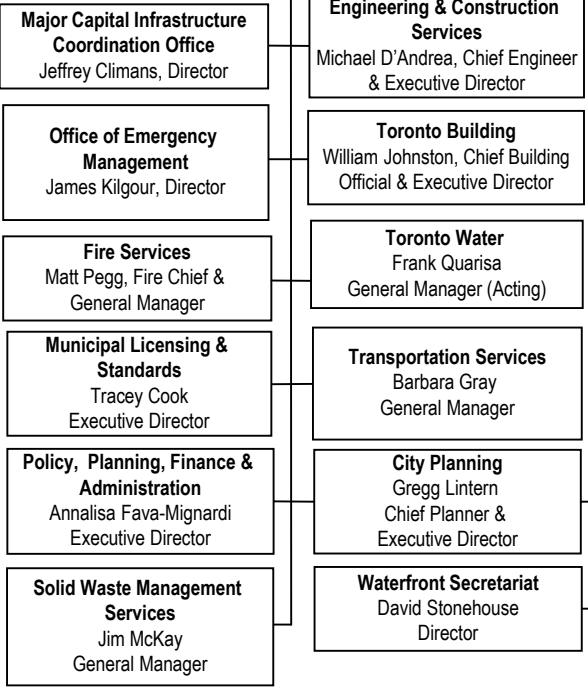 Major Capital Infrastructure
Coordination Office
Jeffrey Climans, Director
Engineering & Construction
Services
Michael D’Andrea, Chief Engineer
& Executive Director
Office of Emergency
Management
James Kilgour, Director
Toronto Building
William Johnston, Chief Building
Official & Executive Director
Fire Services
Matt Pegg, Fire Chief &
General Manager
Toronto Water
Frank Quarisa
General Manager (Acting)
Municipal Licensing &
Standards
Tracey Cook
Executive Director
Transportation Services
Barbara Gray
General Manager
Policy, Planning, Finance &
Administration
Annalisa Fava-Mignardi
Executive Director
City Planning
Gregg Lintern
Chief Planner &
Executive Director
Solid Waste Management
Services
Jim McKay
General Manager
Waterfront Secretariat
David Stonehouse
Director